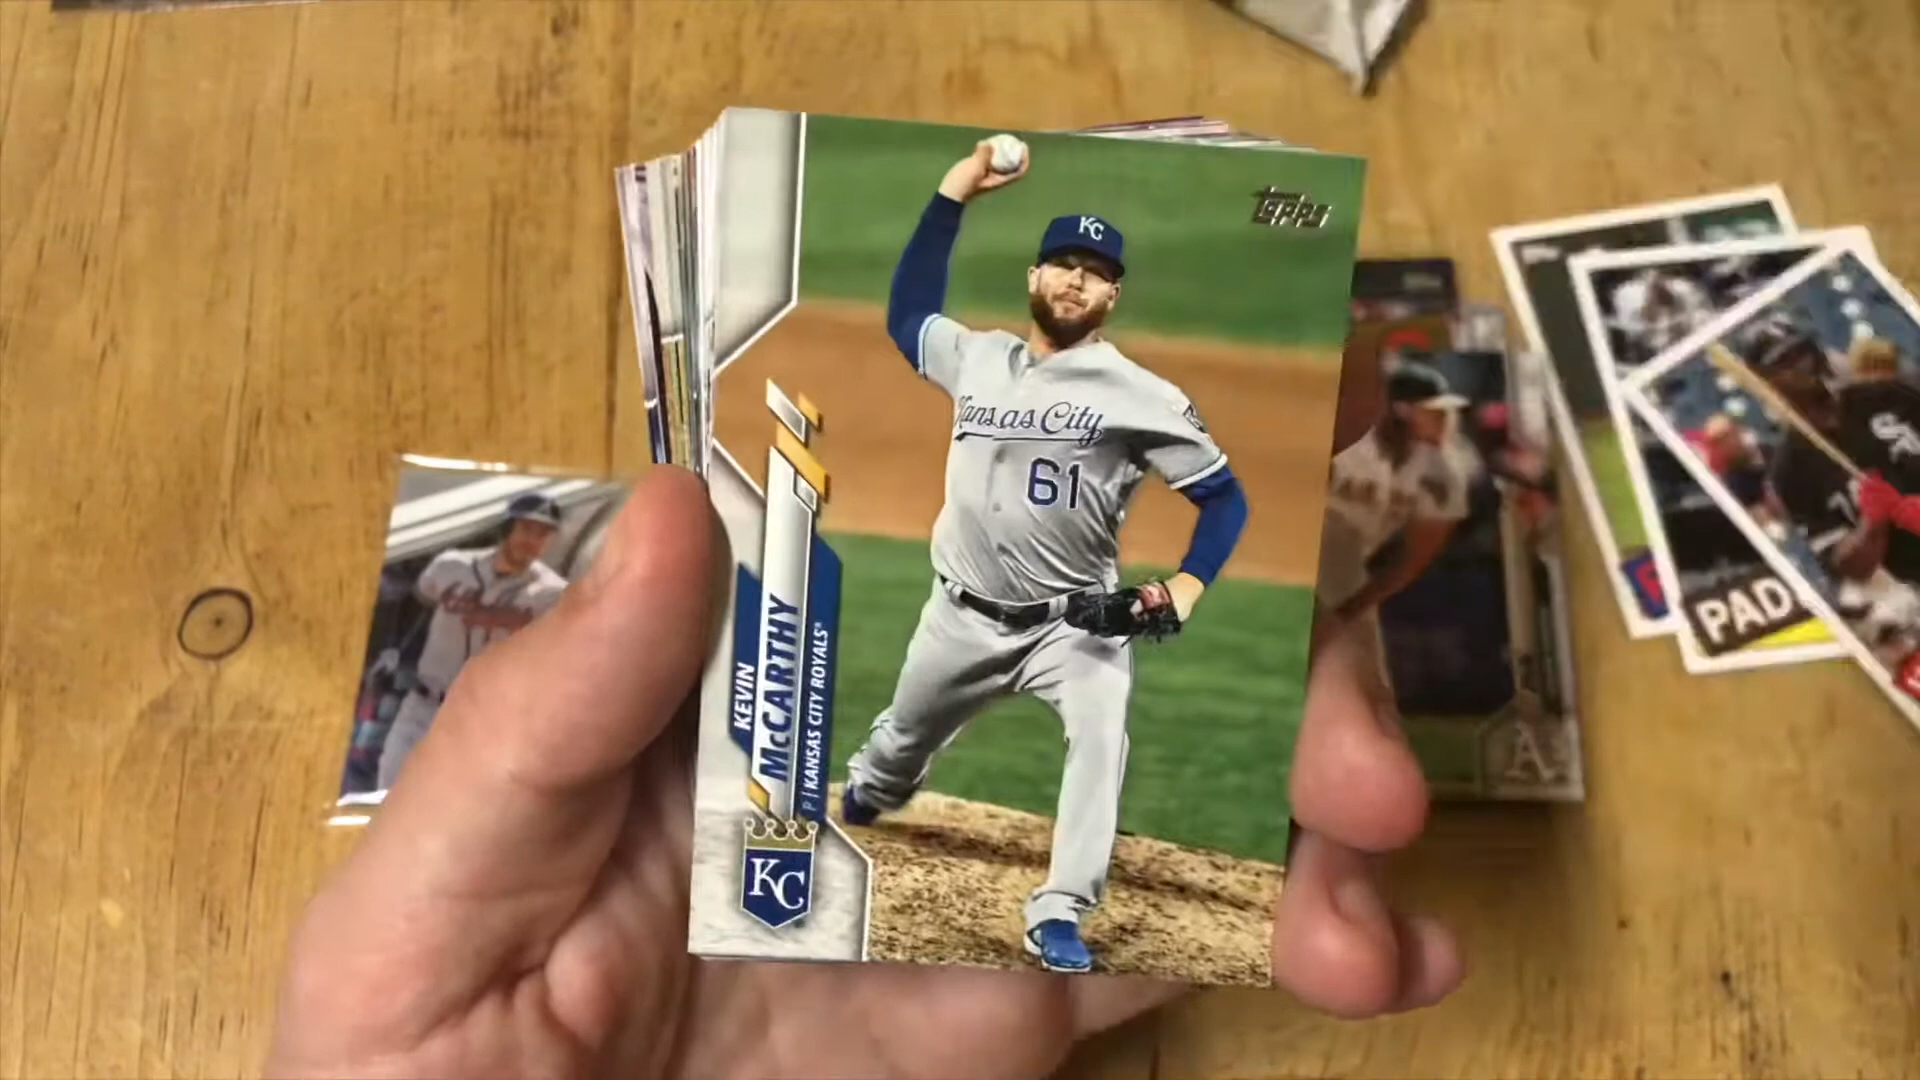 topps
KC
Kansas City
61
KEVIN
McCARTHY
P | KANSAS CITY ROYALS®
KC
A's
PAD